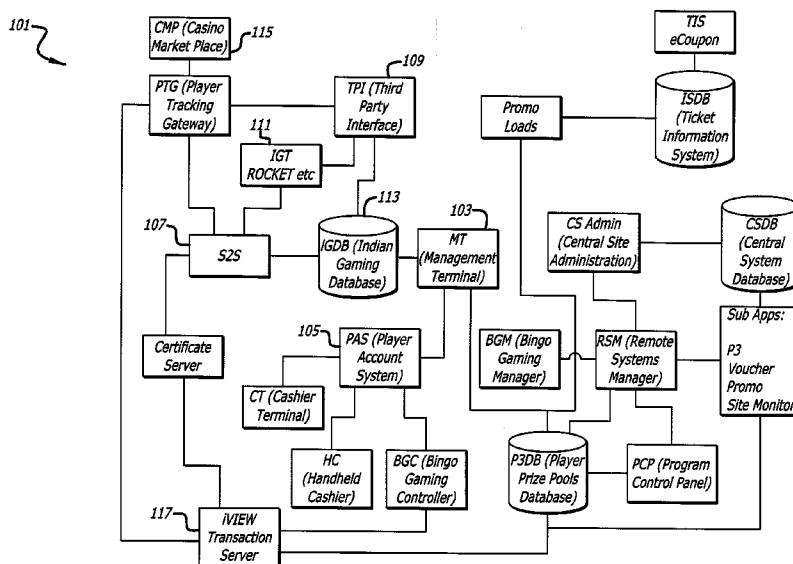 101
CMP (Casino
Market Place)
115
PTG (Player
Tracking
Gateway)
109
TPI (Third
Party
Interface)
111
IGT
ROCKET etc
TIS
eCoupon
Promo
Loads
ISDB
(Ticket
Information
System)
107
S2S
113
IGDB (Indian
Gaming
Database)
103
MT
(Management
Terminal)
CS Admin
(Central Site
Administration)
CSDB
(Central
System
Database)
Certificate
Server
105
PAS (Player
Account
System)
CT (Cashier
Terminal)
HC
(Handheld
Cashier)
BGC (Bingo
Gaming
Controller)
BGM (Bingo
Gaming
Manager)
RSM (Remote
Systems
Manager)
Sub Apps:
P3
Voucher
Promo
Site Monitor
P3DB (Player
Prize Pools
Database)
PCP (Program
Control Panel)
117
iVIEW
Transaction
Server